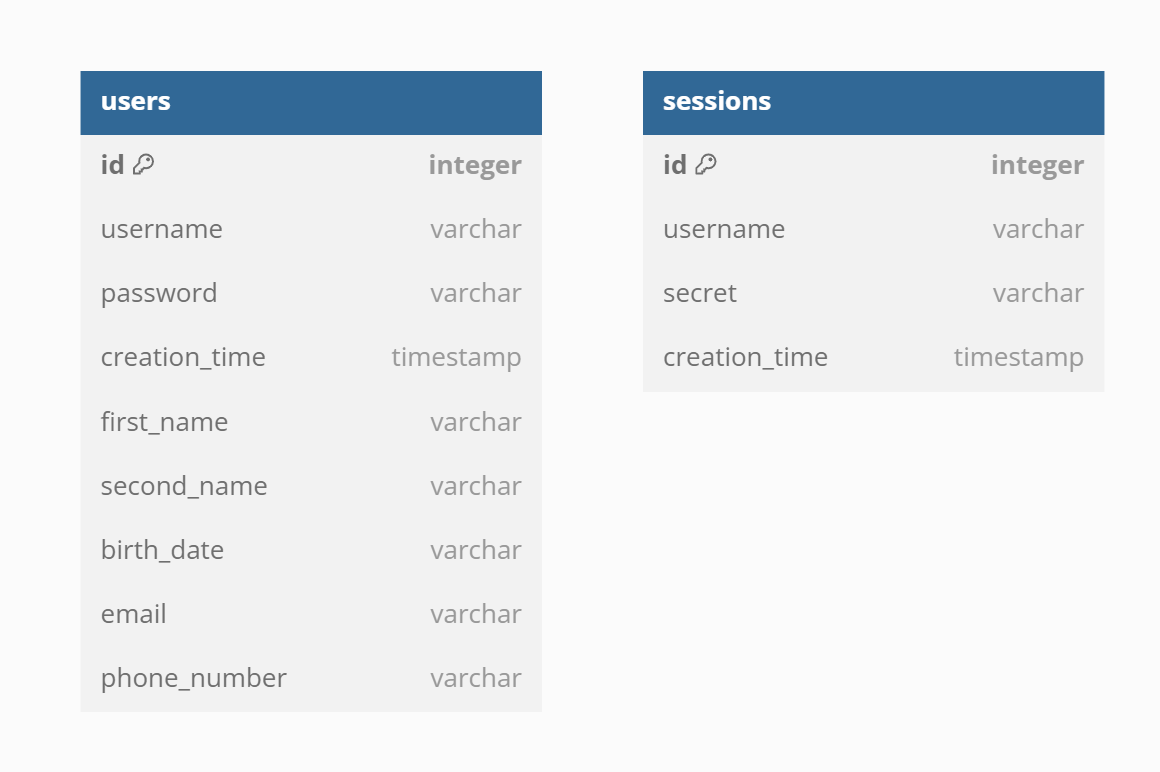 users
id integer
username varchar
password varchar
creation_time timestamp
first_name varchar
second_name varchar
birth_date varchar
email varchar
phone_number varchar
sessions
id integer
username varchar
secret varchar
creation_time timestamp